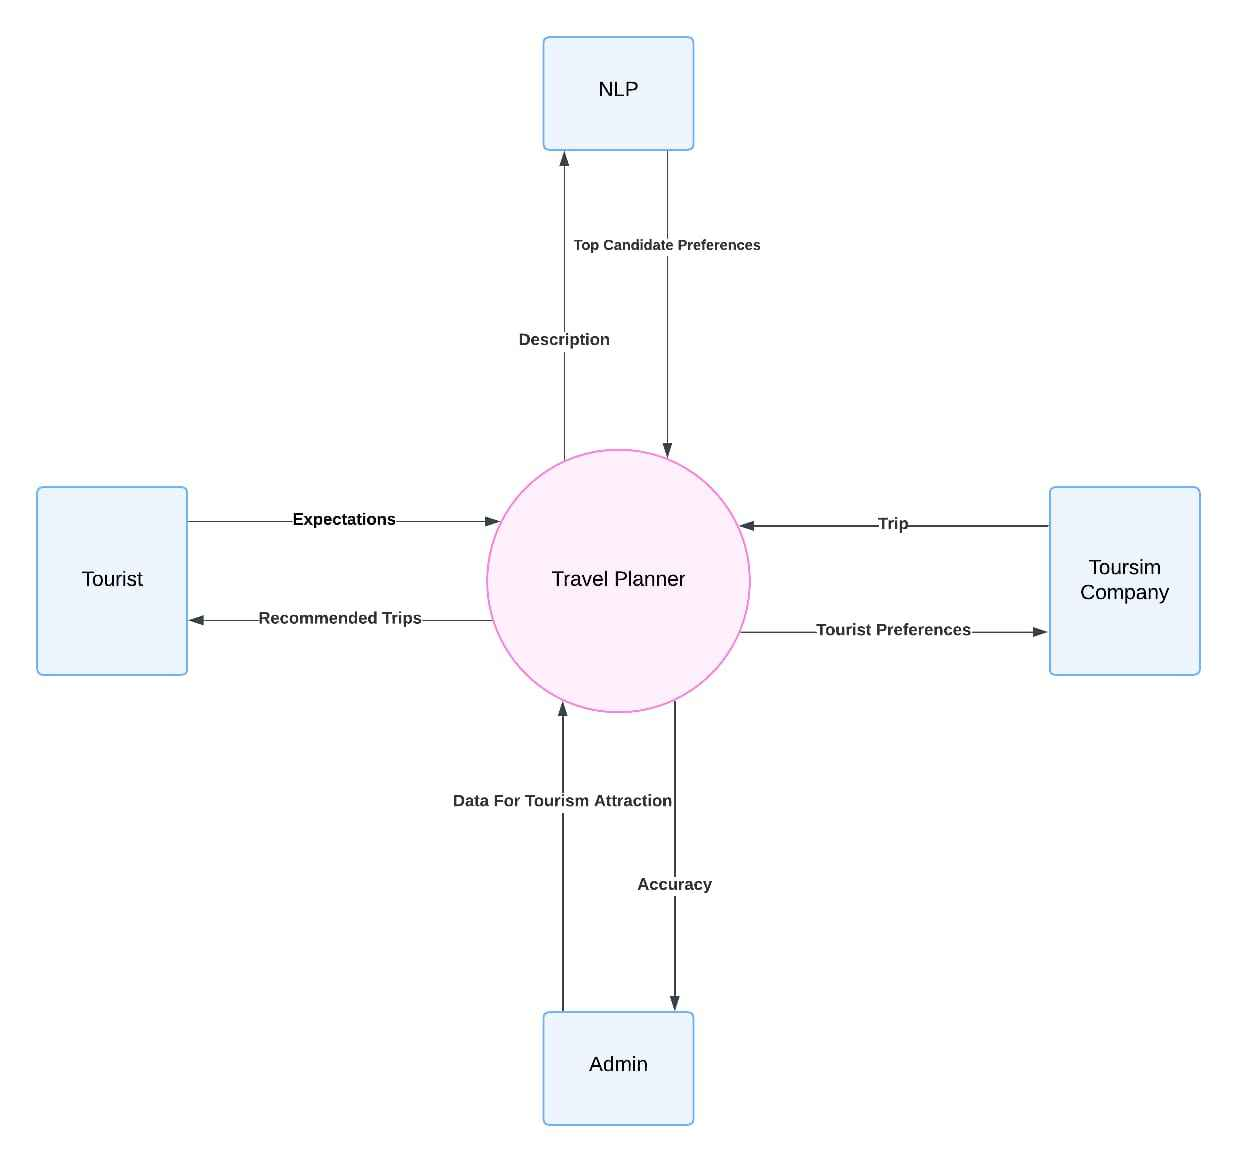 NLP
Top Candidate Preferences
Description
Expectations
Trip
Tourist
Travel Planner
Toursim
Company
Recommended Trips
Tourist Preferences
Data For Tourism Attraction
Accuracy
Admin